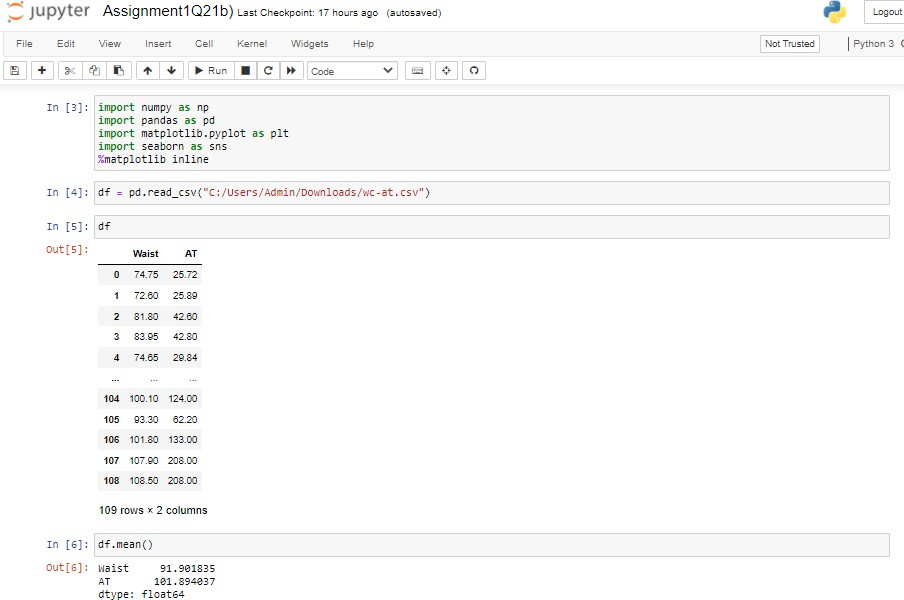 jupyter Assignment1Q21b) Last Checkpoint: 17 hours ago (autosaved)
Logout
File Edit View Insert Cell Kernel Widgets Help
Not Trusted
Python 3
Run
Code
In [3]: import numpy as np
import pandas as pd
import matplotlib.pyplot as plt
import seaborn as sns
%matplotlib inline
In [4]: df = pd.read_csv("C:/Users/Admin/Downloads/wc-at.csv")
In [5]: df
Out[5]:
Waist AT
0 74.75 25.72
1 72.60 25.89
2 81.80 42.60
3 83.95 42.80
4 74.65 29.84
... ... ...
104 100.10 124.00
105 93.30 62.20
106 101.80 133.00
107 107.90 208.00
108 108.50 208.00
109 rows × 2 columns
In [6]: df.mean()
Out[6]: Waist 91.901835
AT 101.894037
dtype: float64